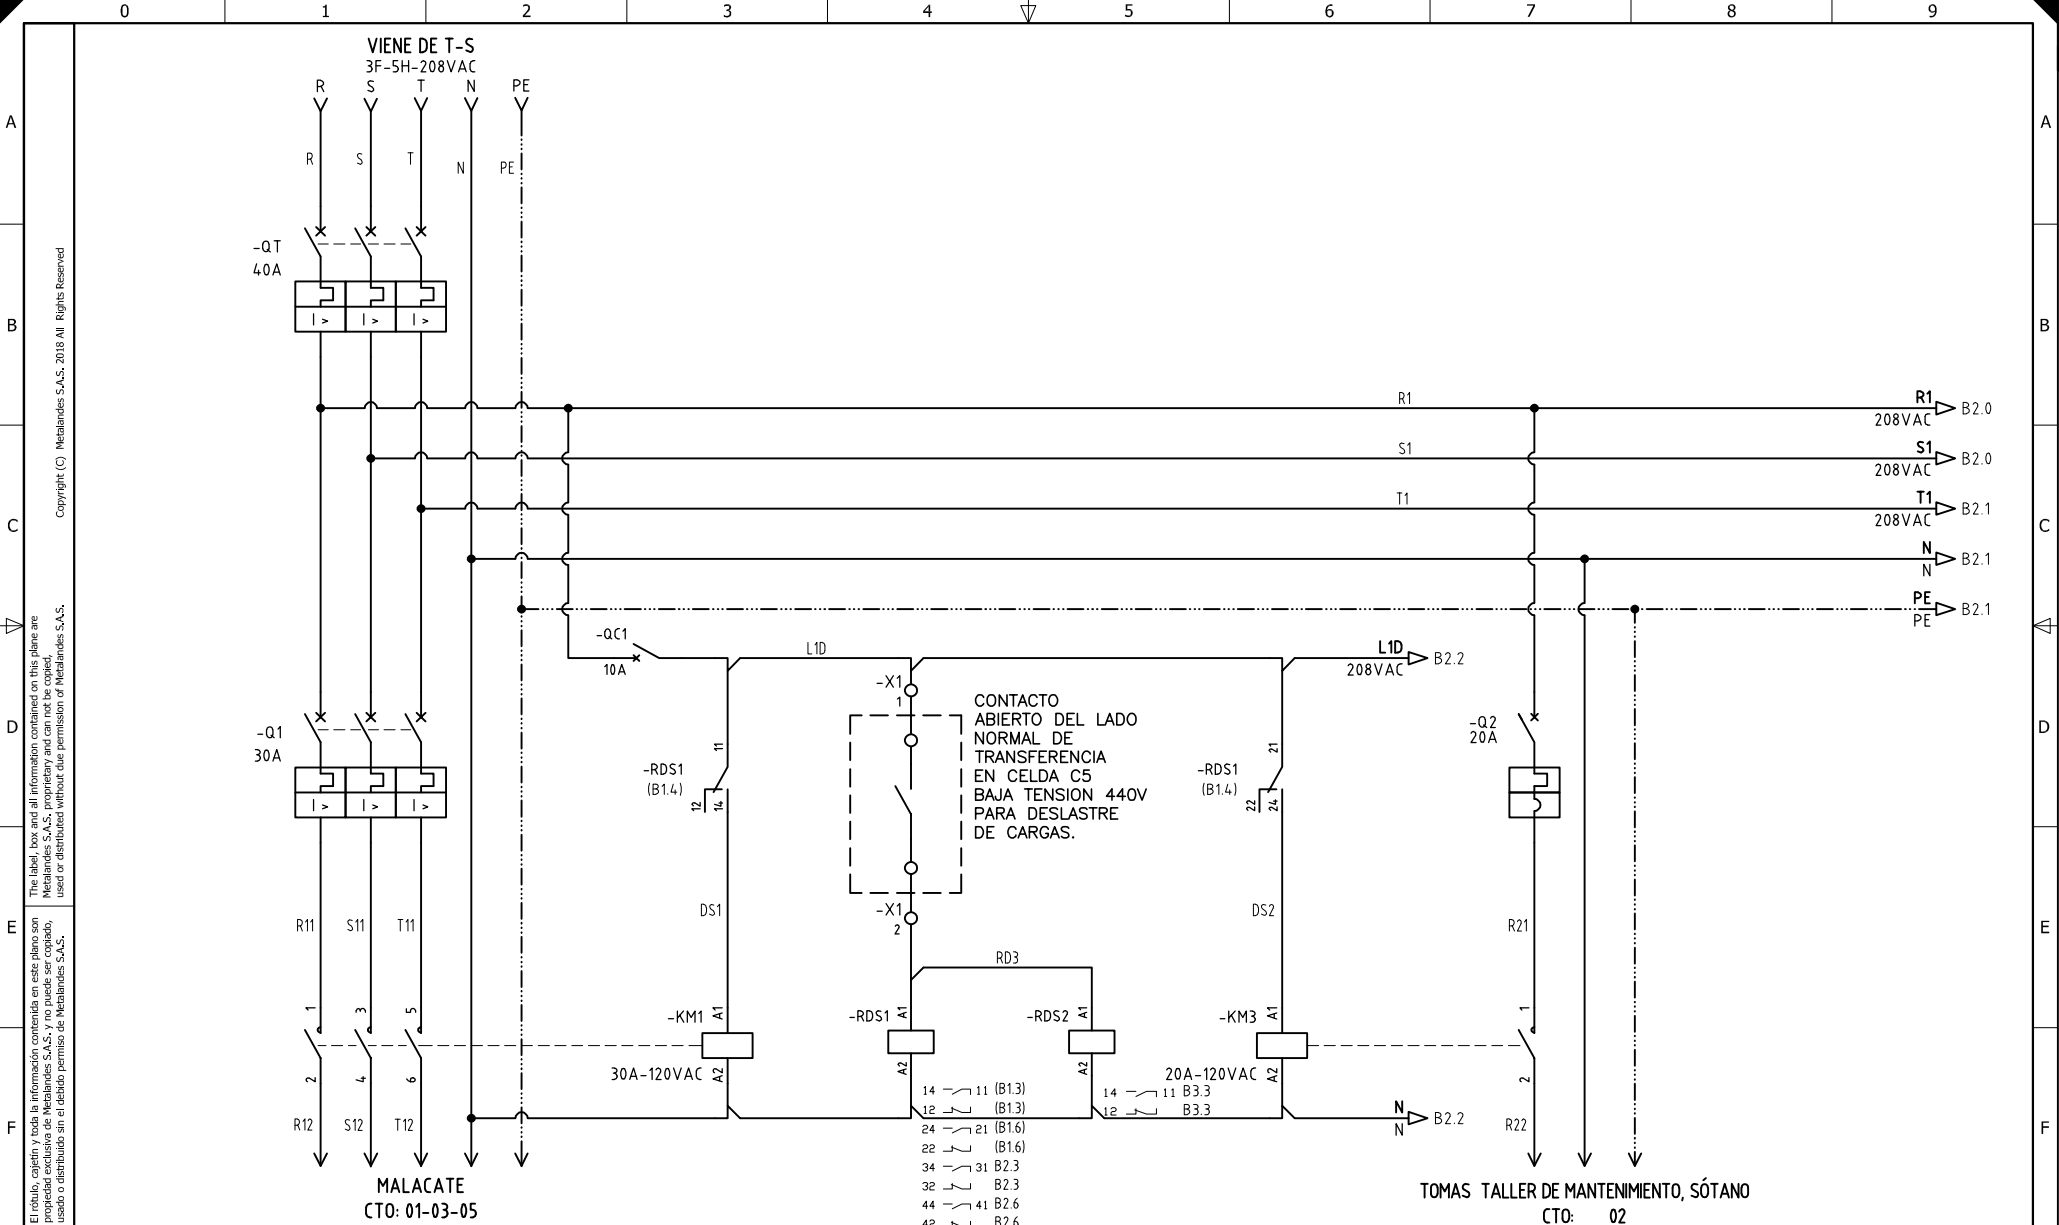 0 1 2 3 4 5 6 7 8 9
VIENE DE T-S
3F-5H-208VAC
R S T N PE
A A
R S T N PE
-QT
40A
I > I > I >
B B
R1 R1
208VAC B2.0
S1 S1
208VAC B2.0
T1 T1
208VAC B2.1
C C
N
N B2.1
PE
PE B2.1
-QC1
10A
L1D
L1D
208VAC B2.2
-X1
1
CONTACTO
ABIERTO DEL LADO
NORMAL DE
TRANSFERENCIA
EN CELDA C5
BAJA TENSION 440V
PARA DESLASTRE
DE CARGAS.
D D
-Q1
30A
I > I > I >
11
-RDS1
(B1.4)
12 14
21
-RDS1
(B1.4)
22 24
-Q2
20A
-X1
2
E E
R11 S11 T11
DS1
DS2
R21
RD3
1 3 5
2 4 6
-KM1 A1
30A-120VAC A2
-RDS1 A1
A2
-RDS2 A1
A2
-KM3 A1
20A-120VAC A2
1
2
14 11 (B1.3)
12 (B1.3)
24 21 (B1.6)
22 (B1.6)
34 31 B2.3
32 B2.3
44 41 B2.6
42 B2.6
14 11 B3.3
12 B3.3
N
N B2.2
F F
R12 S12 T12
R22
MALACATE
CTO: 01-03-05
TOMAS TALLER DE MANTENIMIENTO, SÓTANO
CTO: 02
Copyright (C) Metalandes S.A.S. 2018 All Rights Reserved
The label, box and all information contained on this plane are
Metalandes S.A.S. proprietary and can not be copied,
used or distributed without due permission of Metalandes S.A.S.
El rótulo, cajetín y toda la información contenida en este plano son
propiedad exclusiva de Metalandes S.A.S. y no puede ser copiado,
usado o distribuido sin el debido permiso de Metalandes S.A.S.